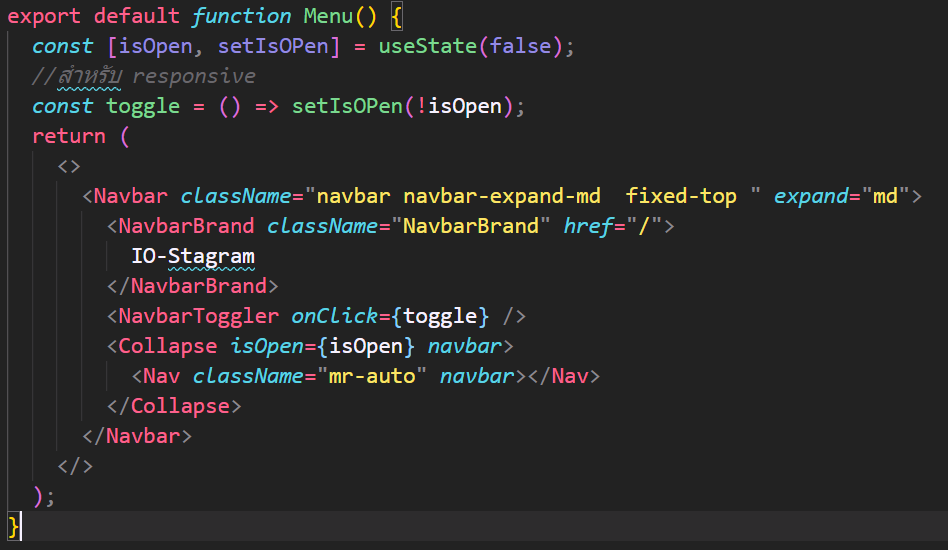 export default function Menu() {
const [isOpen, setIsOPen] = useState(false);
//สำหรับ responsive
const toggle = () => setIsOPen(!isOpen);
return (
<>
<Navbar className="navbar navbar-expand-md  fixed-top " expand="md">
<NavbarBrand className="NavbarBrand" href="/">
IO-Stagram
</NavbarBrand>
<NavbarToggler onClick={toggle} />
<Collapse isOpen={isOpen} navbar>
<Nav className="mr-auto" navbar></Nav>
</Collapse>
</Navbar>
</>
);
}